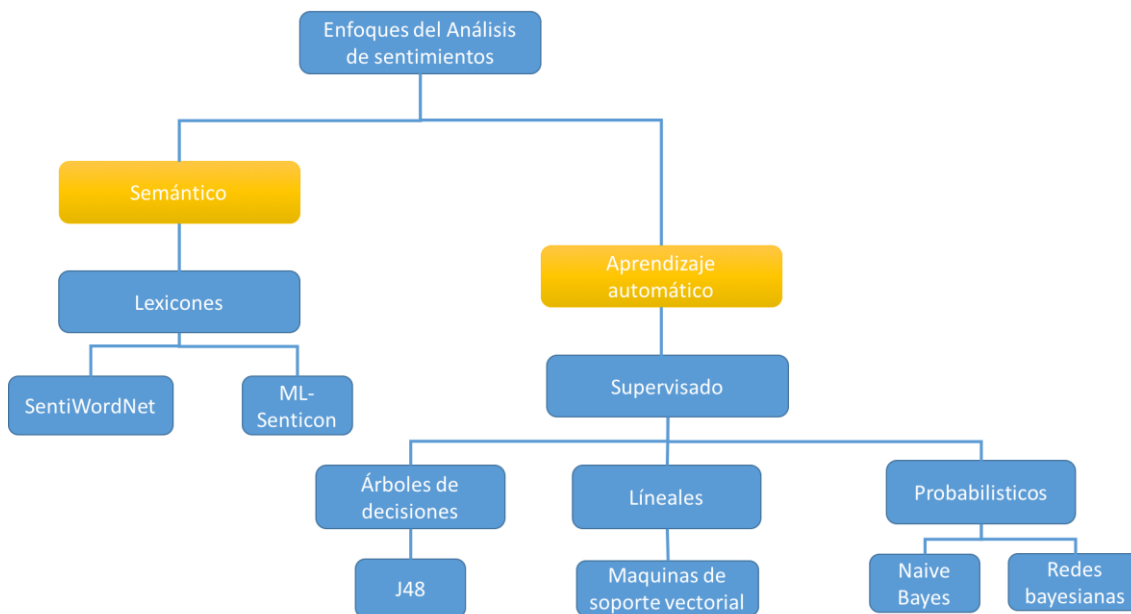 Enfoques del Análisis
de sentimientos
Semántico
Aprendizaje
automático
Lexicones
Supervisado
SentiWordNet
ML-
Senticon
Árboles de
decisiones
Líneales
Probabilisticos
J48
Maquinas de
soporte vectorial
Naive
Bayes
Redes
bayesianas